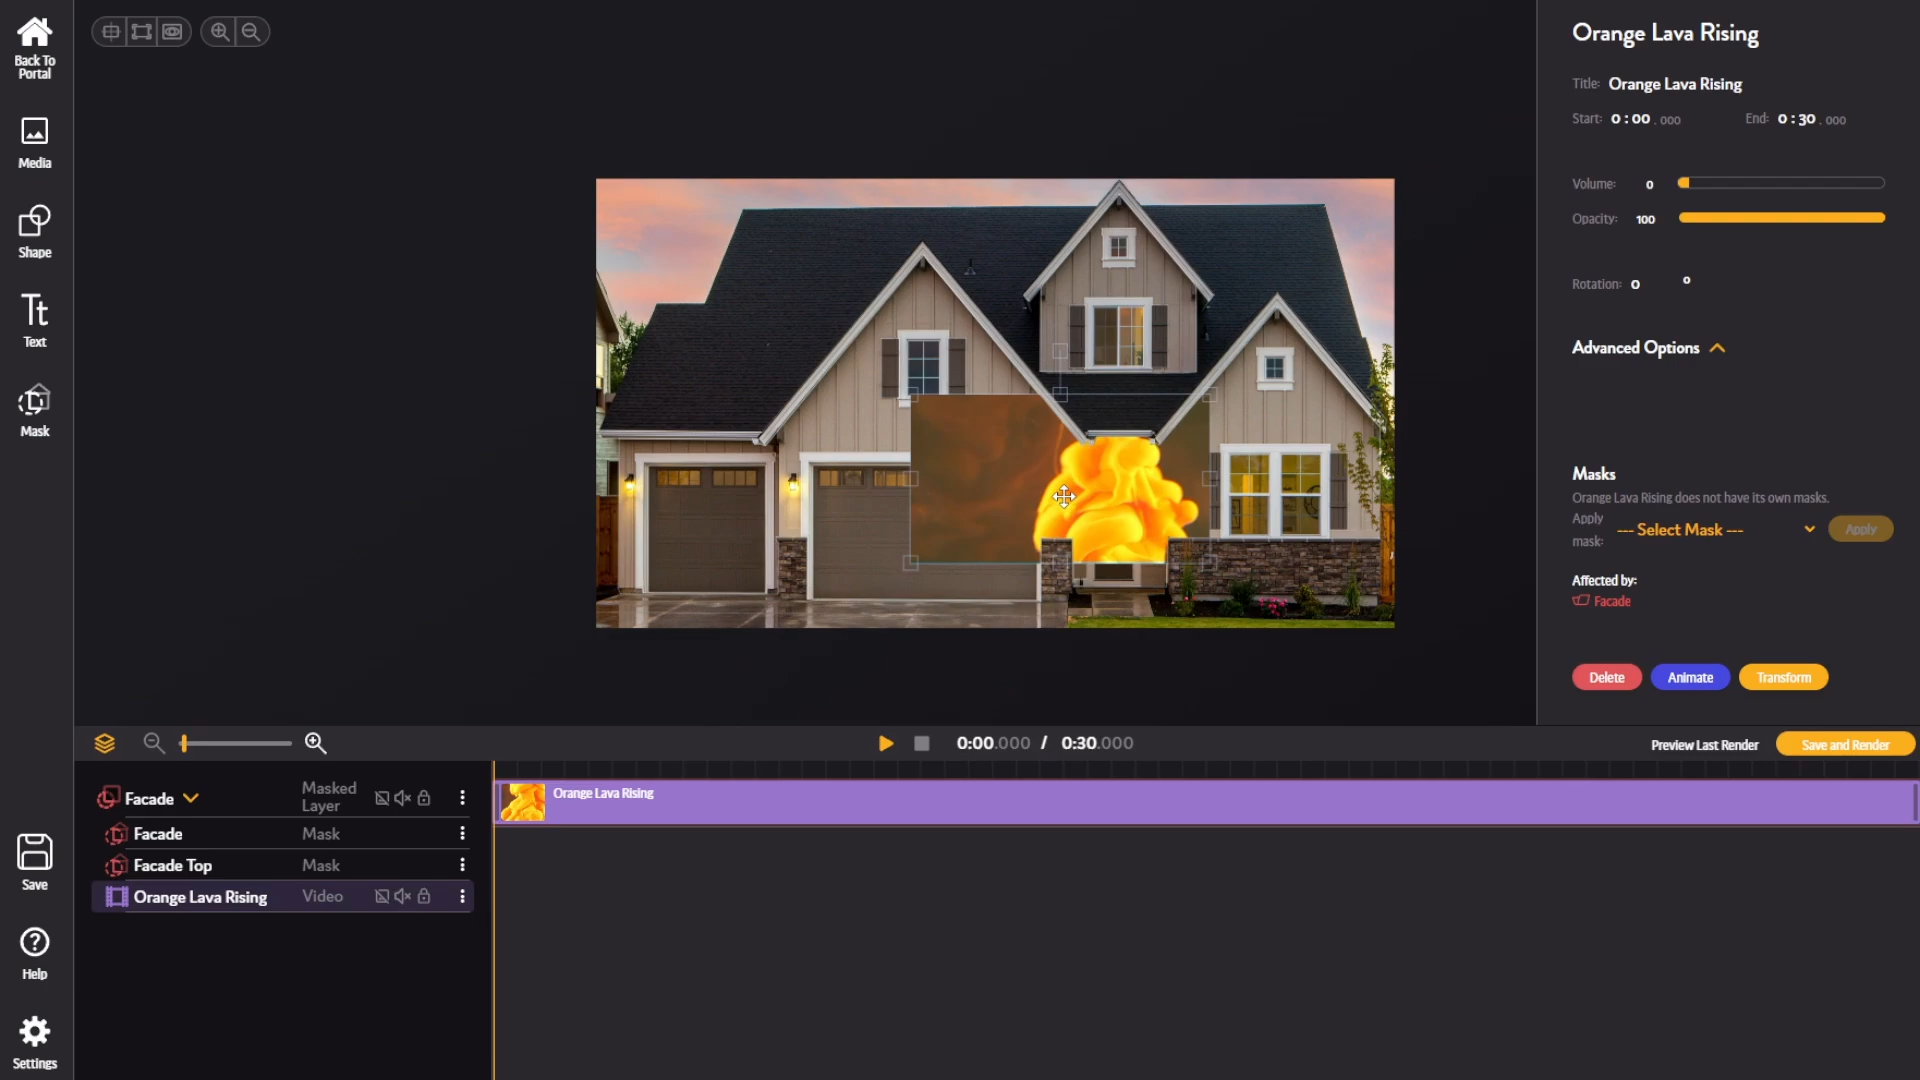 Back To
Portal
Media
Shape
Text
Mask
Save
Help
Settings
Orange Lava Rising
Title: Orange Lava Rising
Start: 0:00.000 End: 0:30.000
Volume: 0
Opacity: 100
Rotation: 0 °
Advanced Options
Masks
Orange Lava Rising does not have its own masks.
Apply
mask: --- Select Mask --- Apply
Affected by:
Facade
Delete Animate Transform
0:00.000 / 0:30.000
Preview Last Render Save and Render
Facade Masked
Layer
Facade Mask
Facade Top Mask
Orange Lava Rising Video
Orange Lava Rising